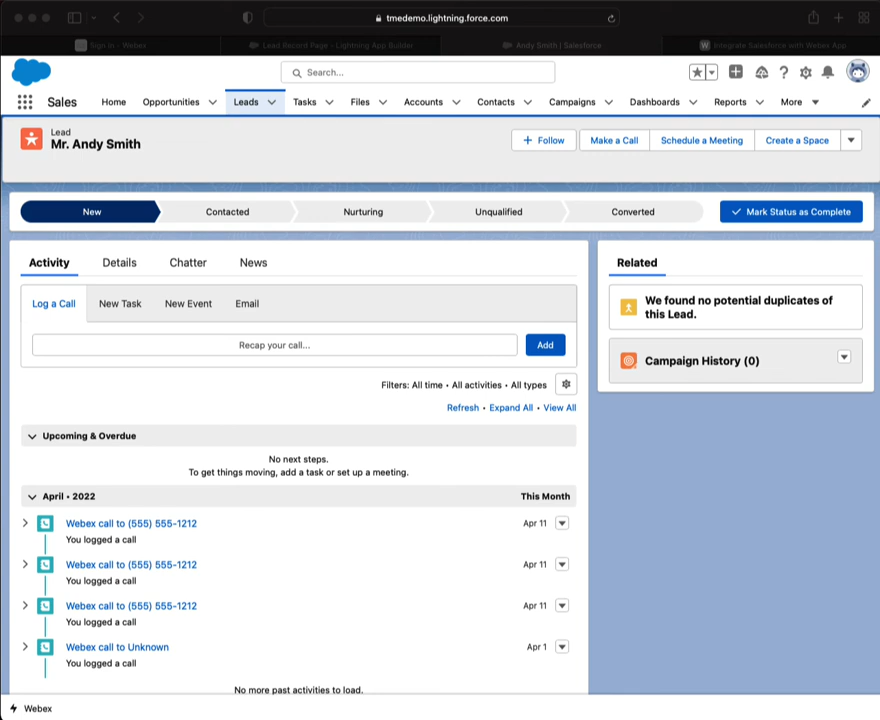 tmedemo.lightning.force.com
Sign in - Webex
Lead Record Page - Lightning App Builder
Andy Smith | Salesforce
Integrate Salesforce with Webex App
Search...
Sales
Home
Opportunities
Leads
Tasks
Files
Accounts
Contacts
Campaigns
Dashboards
Reports
More
Lead
Mr. Andy Smith
+ Follow
Make a Call
Schedule a Meeting
Create a Space
New
Contacted
Nurturing
Unqualified
Converted
Mark Status as Complete
Activity
Details
Chatter
News
Related
Log a Call
New Task
New Event
Email
Recap your call...
Add
We found no potential duplicates of
this Lead.
Campaign History (0)
Filters: All time • All activities • All types
Refresh • Expand All • View All
Upcoming & Overdue
No next steps.
To get things moving, add a task or set up a meeting.
April • 2022
This Month
Webex call to (555) 555-1212
Apr 11
You logged a call
Webex call to (555) 555-1212
Apr 11
You logged a call
Webex call to (555) 555-1212
Apr 11
You logged a call
Webex call to Unknown
Apr 1
You logged a call
No more past activities to load.
Webex